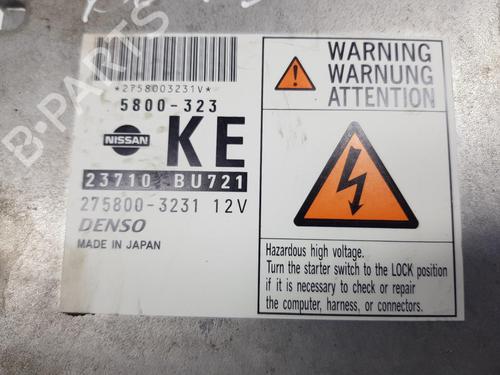 *2758003231V*
5800-323
NISSAN
KE
23710 BU721
275800-3231 12V
DENSO
MADE IN JAPAN
WARNING
WARNUNG
ATTENTION
Hazardous high voltage.
Turn the starter switch to the LOCK position
if it is necessary to check or repair
the computer, harness, or connectors.
B-PARTS